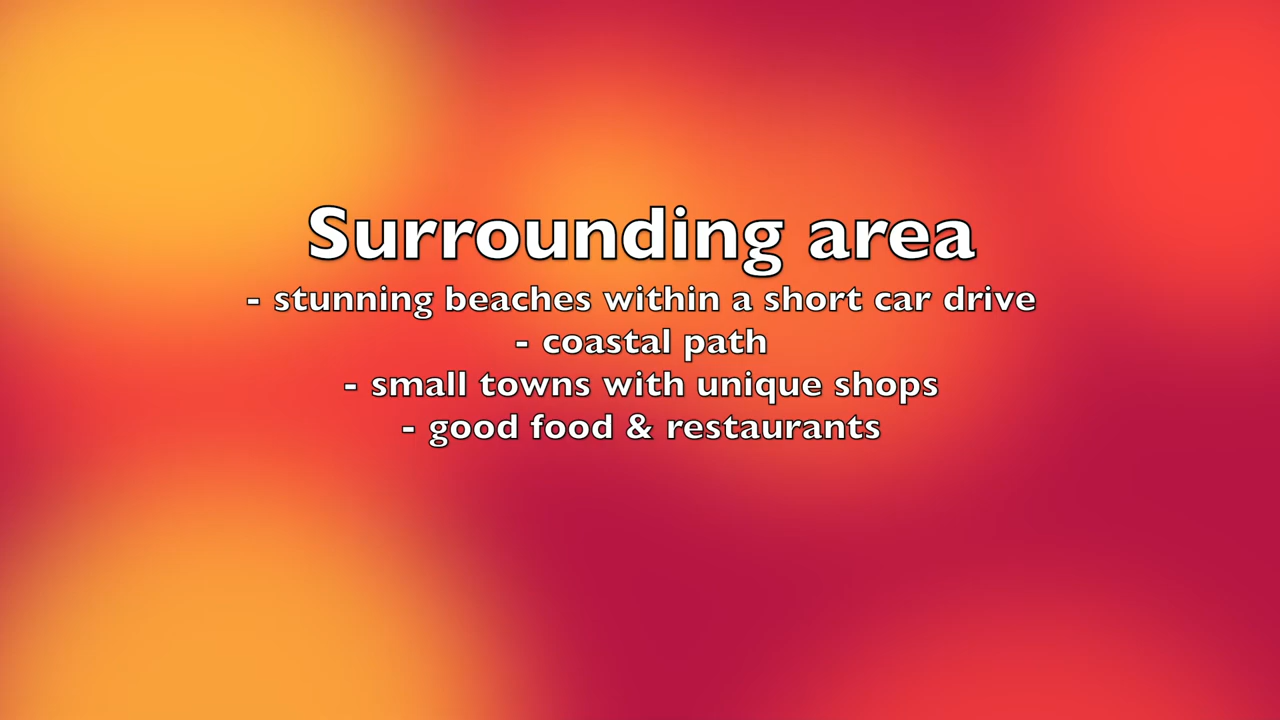 Surrounding area
- stunning beaches within a short car drive
- coastal path
- small towns with unique shops
- good food & restaurants